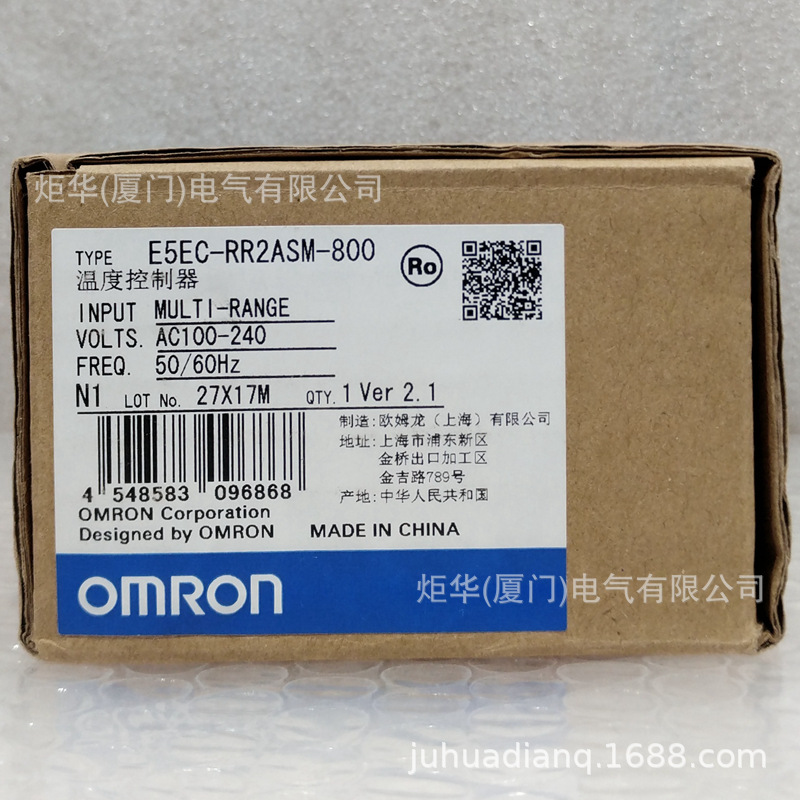 炬华(厦门)电气有限公司
TYPE E5EC-RR2ASM-800
温度控制器
Ro
INPUT MULTI-RANGE
VOLTS. AC100-240
FREQ. 50/60Hz
N1 LOT No. 27X17M QTY. 1 Ver 2.1
制造:欧姆龙(上海)有限公司
地址:上海市浦东新区
金桥出口加工区
金吉路789号
产地:中华人民共和国
4 548583 096868
OMRON Corporation
Designed by OMRON MADE IN CHINA
OMRON
炬华(厦门)电气有限公司
juhuadianq.1688.com